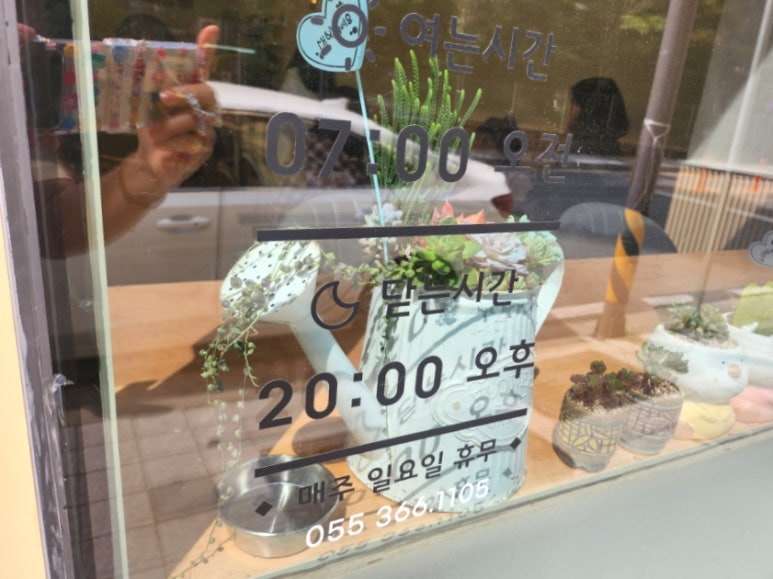 여는시간
07:00 오전
닫는시간
20:00 오후
매주 일요일 휴무
055 366.1105